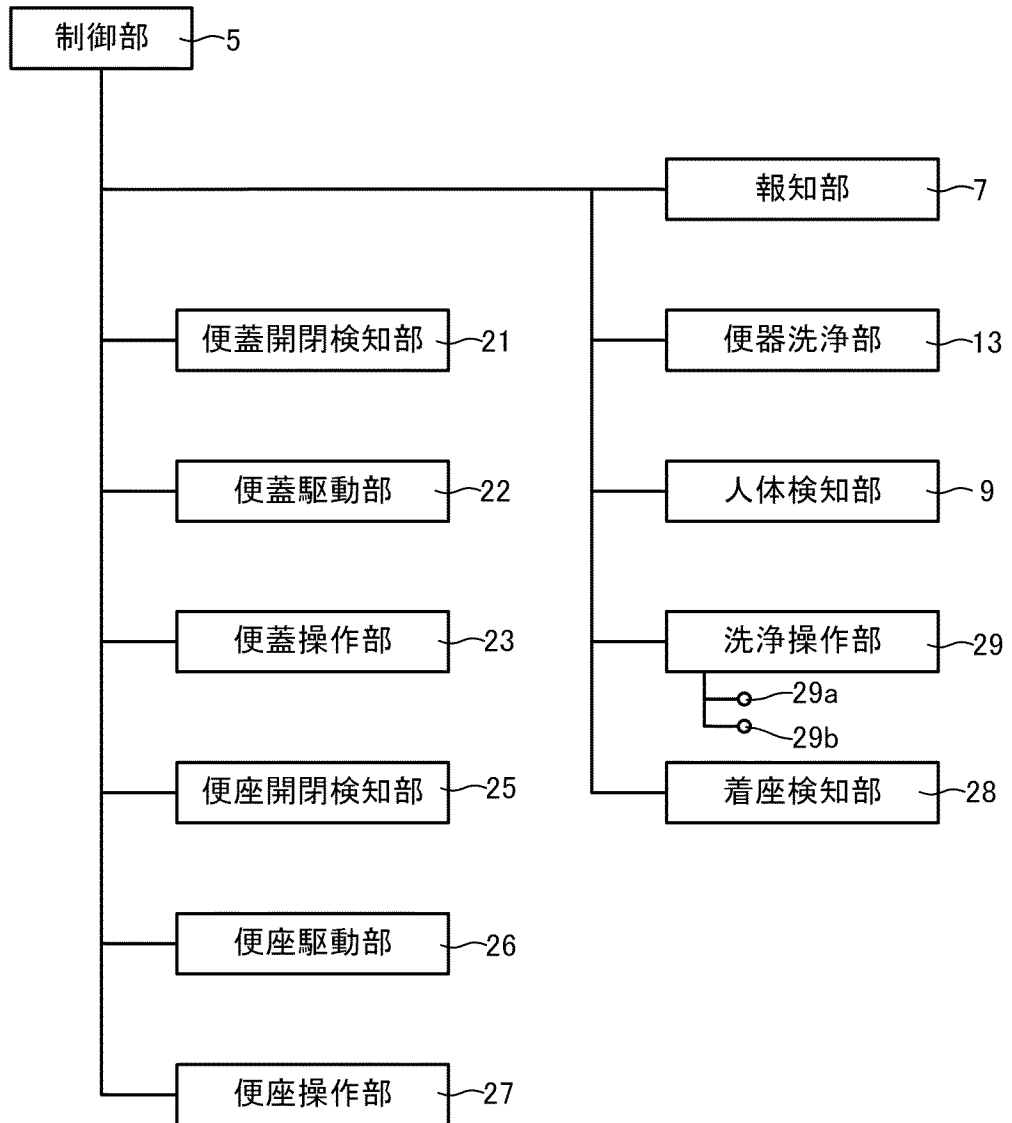 制御部 5
報知部 7
便蓋開閉検知部 21
便器洗浄部 13
便蓋駆動部 22
人体検知部 9
便蓋操作部 23
洗浄操作部 29
29a
29b
便座開閉検知部 25
着座検知部 28
便座駆動部 26
便座操作部 27